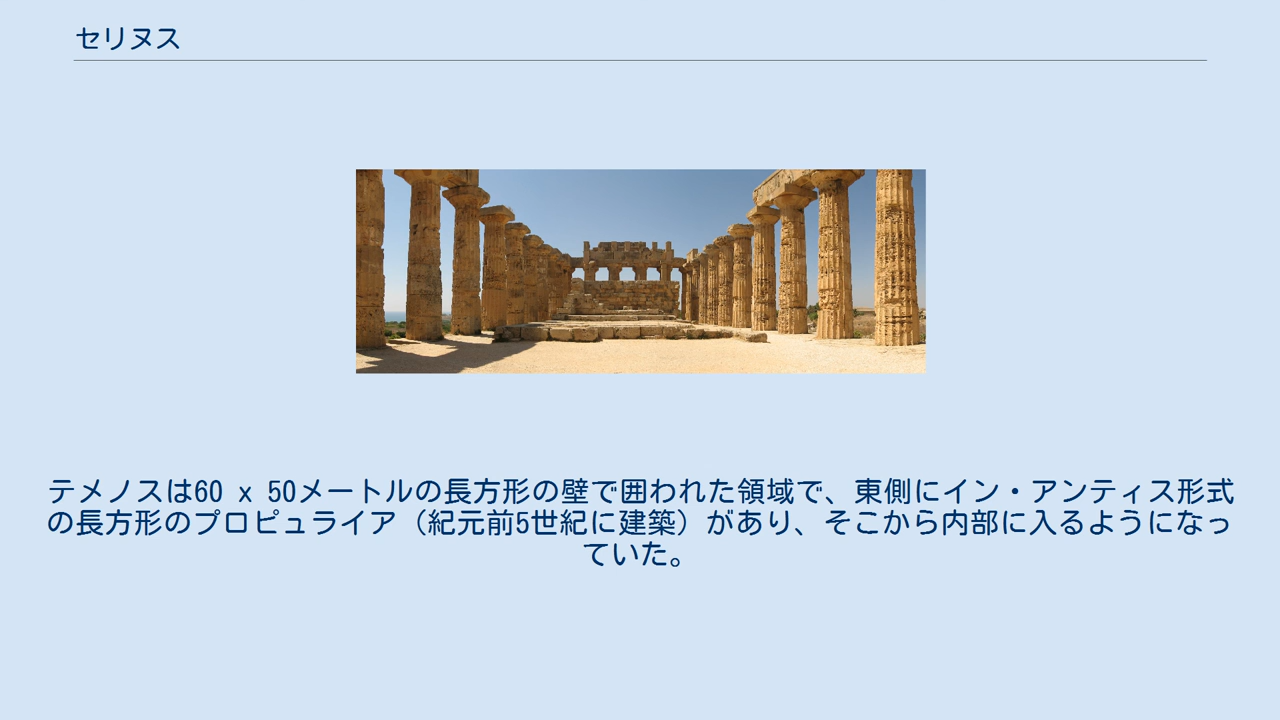 セリヌス
テメノスは60 x 50メートルの長方形の壁で囲われた領域で、東側にイン・アンティス形式
の長方形のプロピュライア（紀元前5世紀に建築）があり、そこから内部に入るようになっ
ていた。